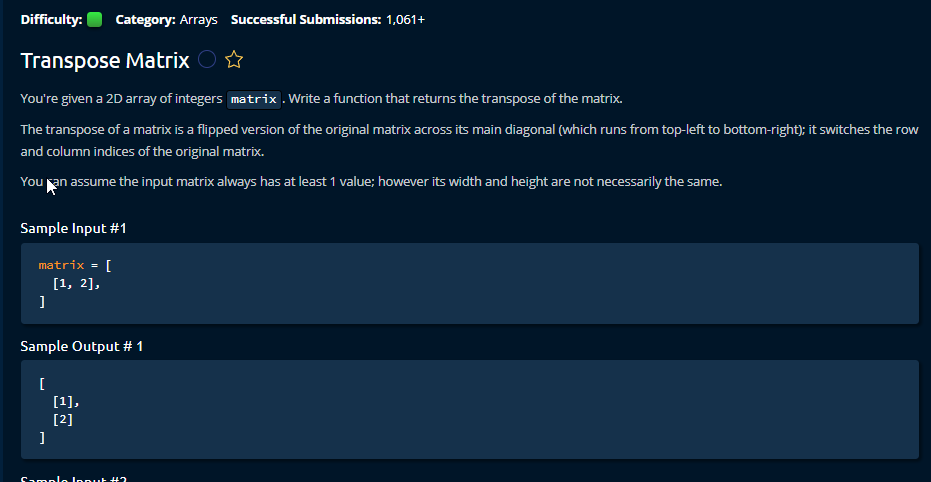 Difficulty: Category: Arrays Successful Submissions: 1,061+
Transpose Matrix
You're given a 2D array of integers matrix . Write a function that returns the transpose of the matrix.
The transpose of a matrix is a flipped version of the original matrix across its main diagonal (which runs from top-left to bottom-right); it switches the row
and column indices of the original matrix.
You can assume the input matrix always has at least 1 value; however its width and height are not necessarily the same.
Sample Input #1
matrix = [
[1, 2],
]
Sample Output # 1
[
[1],
[2]
]
Sample Input #2